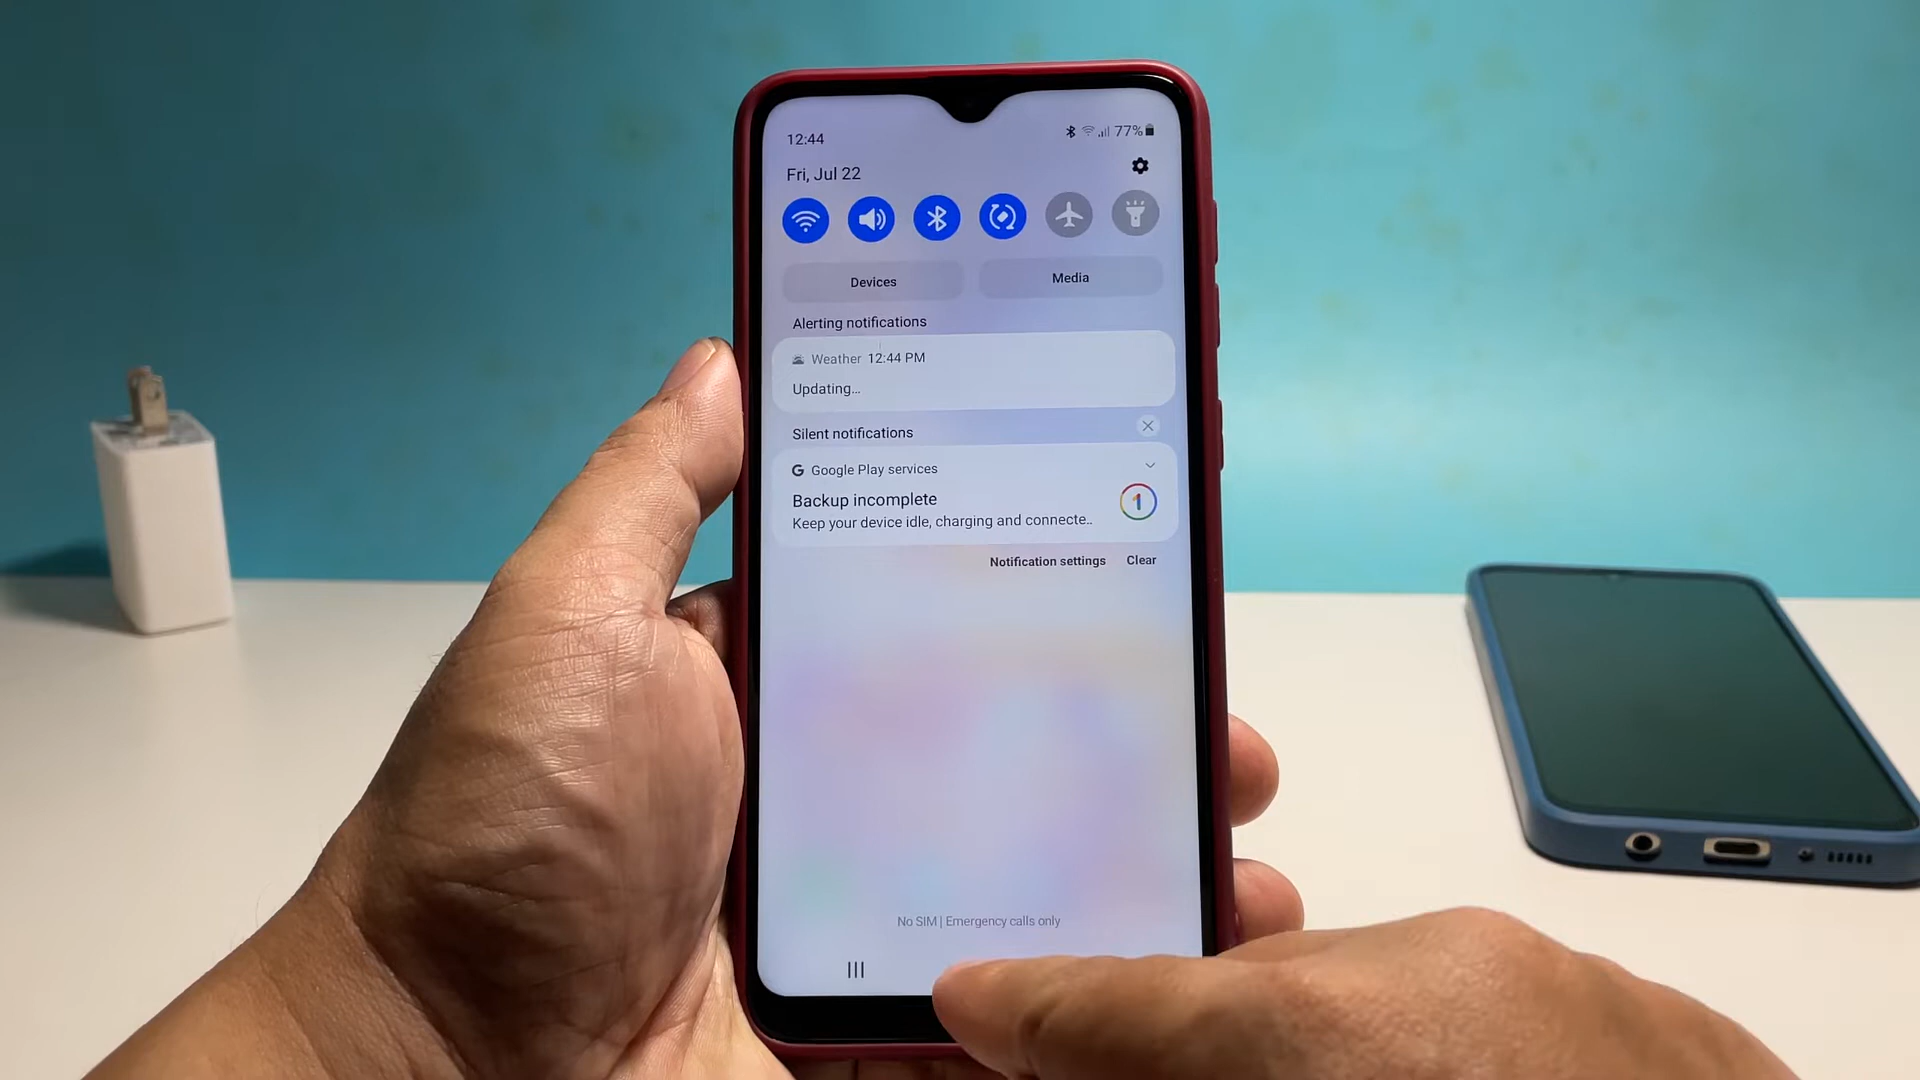 12:44
77%
Fri, Jul 22
Devices
Media
Alerting notifications
Weather 12:44 PM
Updating...
Silent notifications
Google Play services
Backup incomplete
1
Keep your device idle, charging and connecte..
Notification settings
Clear
No SIM | Emergency calls only